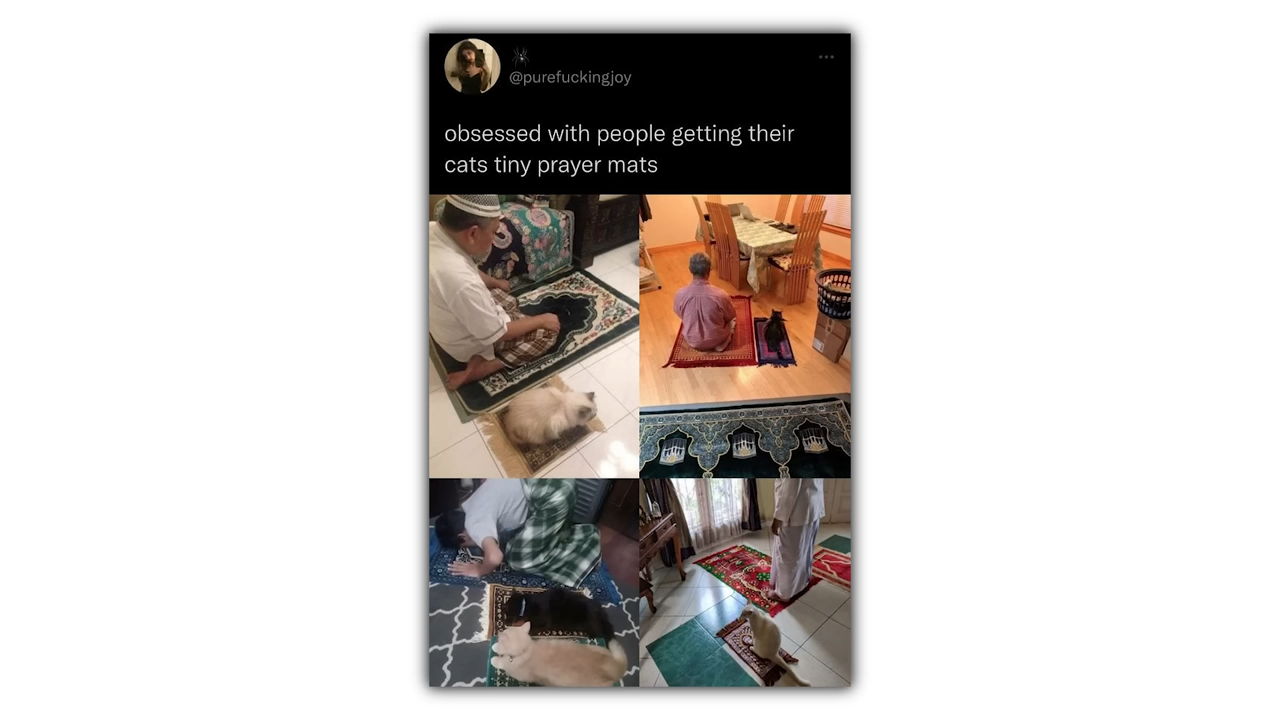 @purefuckingjoy
obsessed with people getting their
cats tiny prayer mats